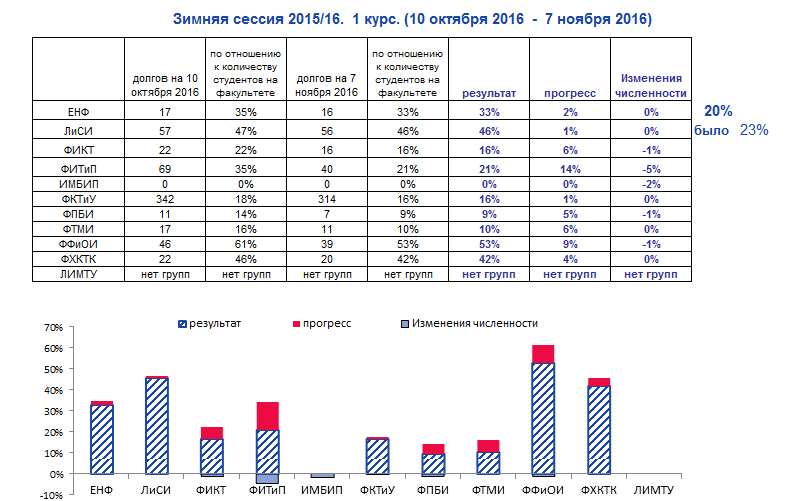 Зимняя сессия 2015/16. 1 курс. (10 октября 2016 - 7 ноября 2016)
долгов на 10 октября 2016 по отношению к количеству студентов на факультете долгов на 7 ноября 2016 по отношению к количеству студентов на факультете результат прогресс Изменения численности
ЕНФ 17 35% 16 33% 33% 2% 0% 20%
ЛиСИ 57 47% 56 46% 46% 1% 0% было 23%
ФИКТ 22 22% 16 16% 16% 6% -1%
ФИТиП 69 35% 40 21% 21% 14% -5%
ИМБИП 0 0% 0 0% 0% 0% -2%
ФКТиУ 342 18% 314 16% 16% 1% 0%
ФПБИ 11 14% 7 9% 9% 5% -1%
ФТМИ 17 16% 11 10% 10% 6% 0%
ФФиОИ 46 61% 39 53% 53% 9% -1%
ФХКТК 22 46% 20 42% 42% 4% 0%
ЛИМТУ нет групп нет групп нет групп нет групп нет групп нет групп нет групп
результат прогресс Изменения численности
70%
60%
50%
40%
30%
20%
10%
0%
-10%
ЕНФ ЛиСИ ФИКТ ФИТиП ИМБИП ФКТиУ ФПБИ ФТМИ ФФиОИ ФХКТК ЛИМТУ